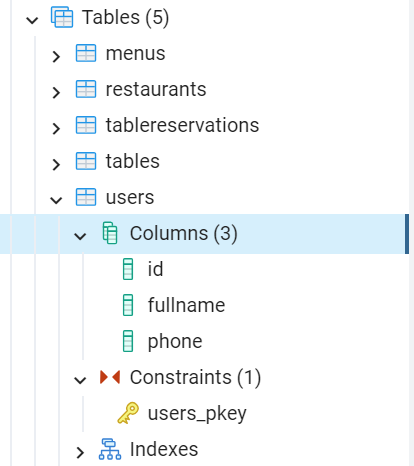 Tables (5)
menus
restaurants
tablereservations
tables
users
Columns (3)
id
fullname
phone
Constraints (1)
users_pkey
Indexes